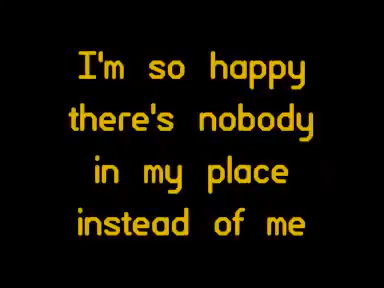 I'm so happy
there's nobody
in my place
instead of me